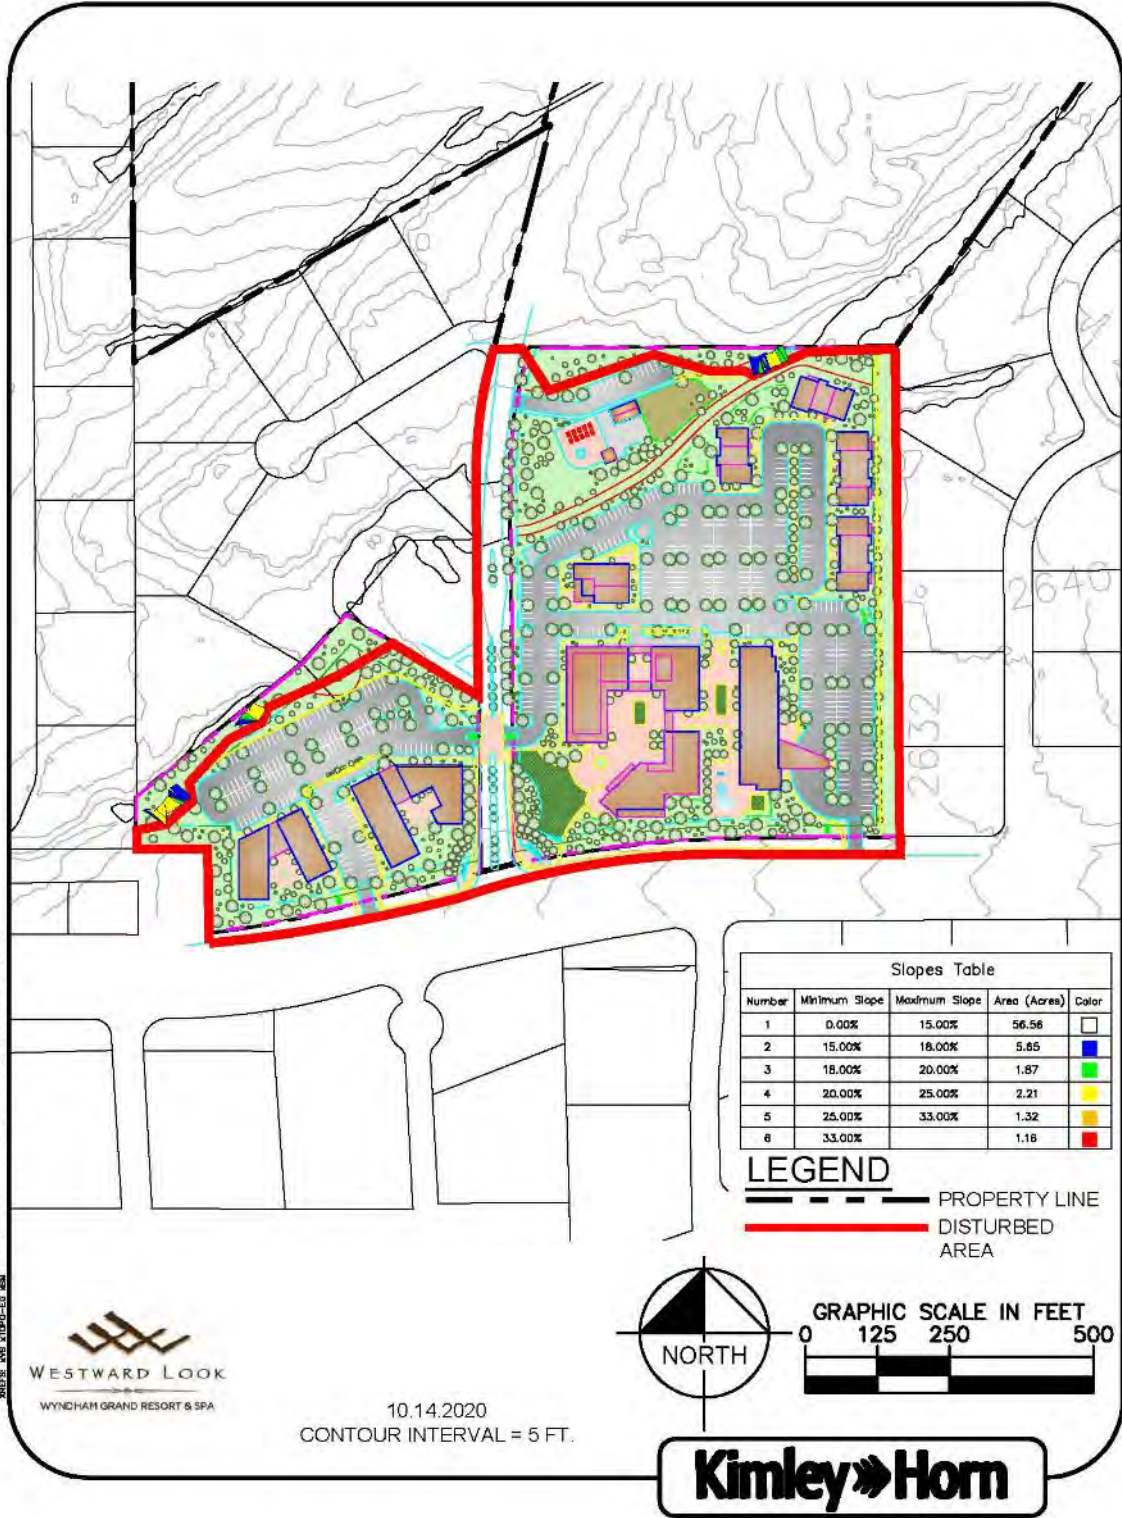 2640
2632
Slopes Table
Number Minimum Slope Maximum Slope Area (Acres) Color
1 0.00% 15.00% 56.56
2 15.00% 18.00% 5.65
3 18.00% 20.00% 1.87
4 20.00% 25.00% 2.21
5 25.00% 33.00% 1.32
6 33.00% 1.16
LEGEND
PROPERTY LINE
DISTURBED
AREA
GRAPHIC SCALE IN FEET
0 125 250 500
NORTH
WESTWARD LOOK
WYNDHAM GRAND RESORT & SPA
10.14.2020
CONTOUR INTERVAL = 5 FT.
Kimley Horn